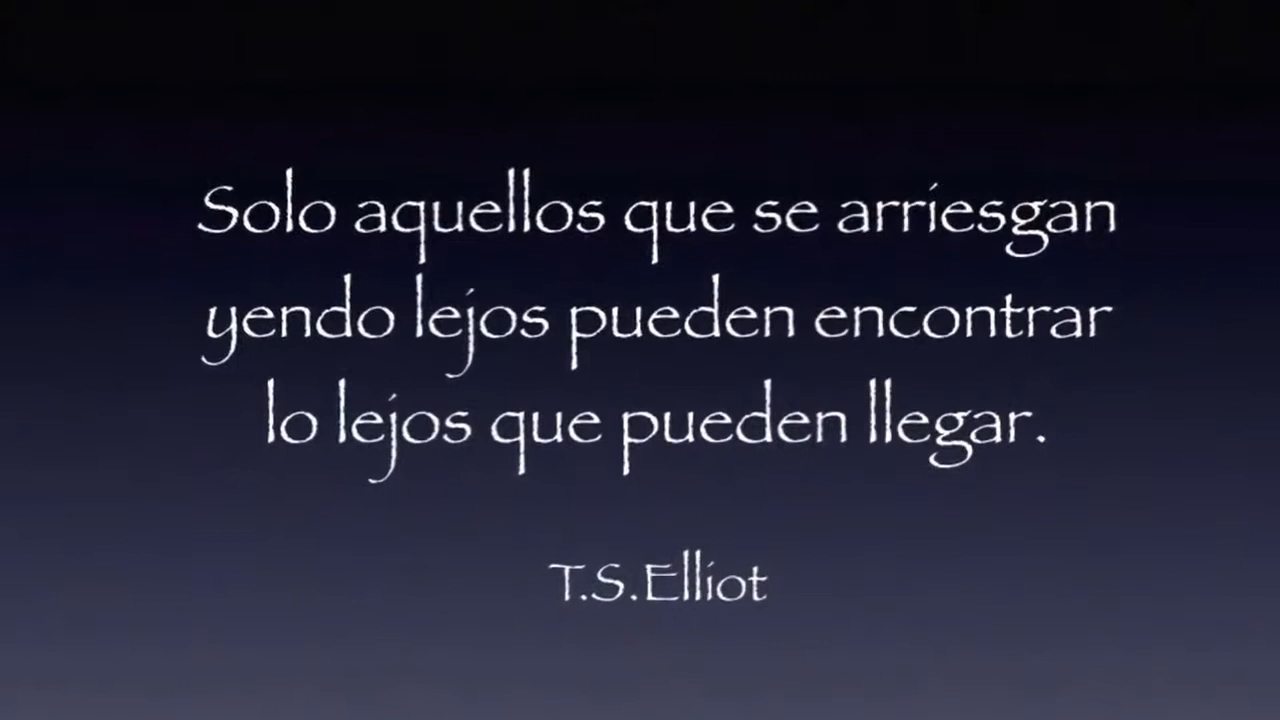 Solo aquellos que se arriesgan
yendo lejos pueden encontrar
lo lejos que pueden llegar.
T.S.Elliot